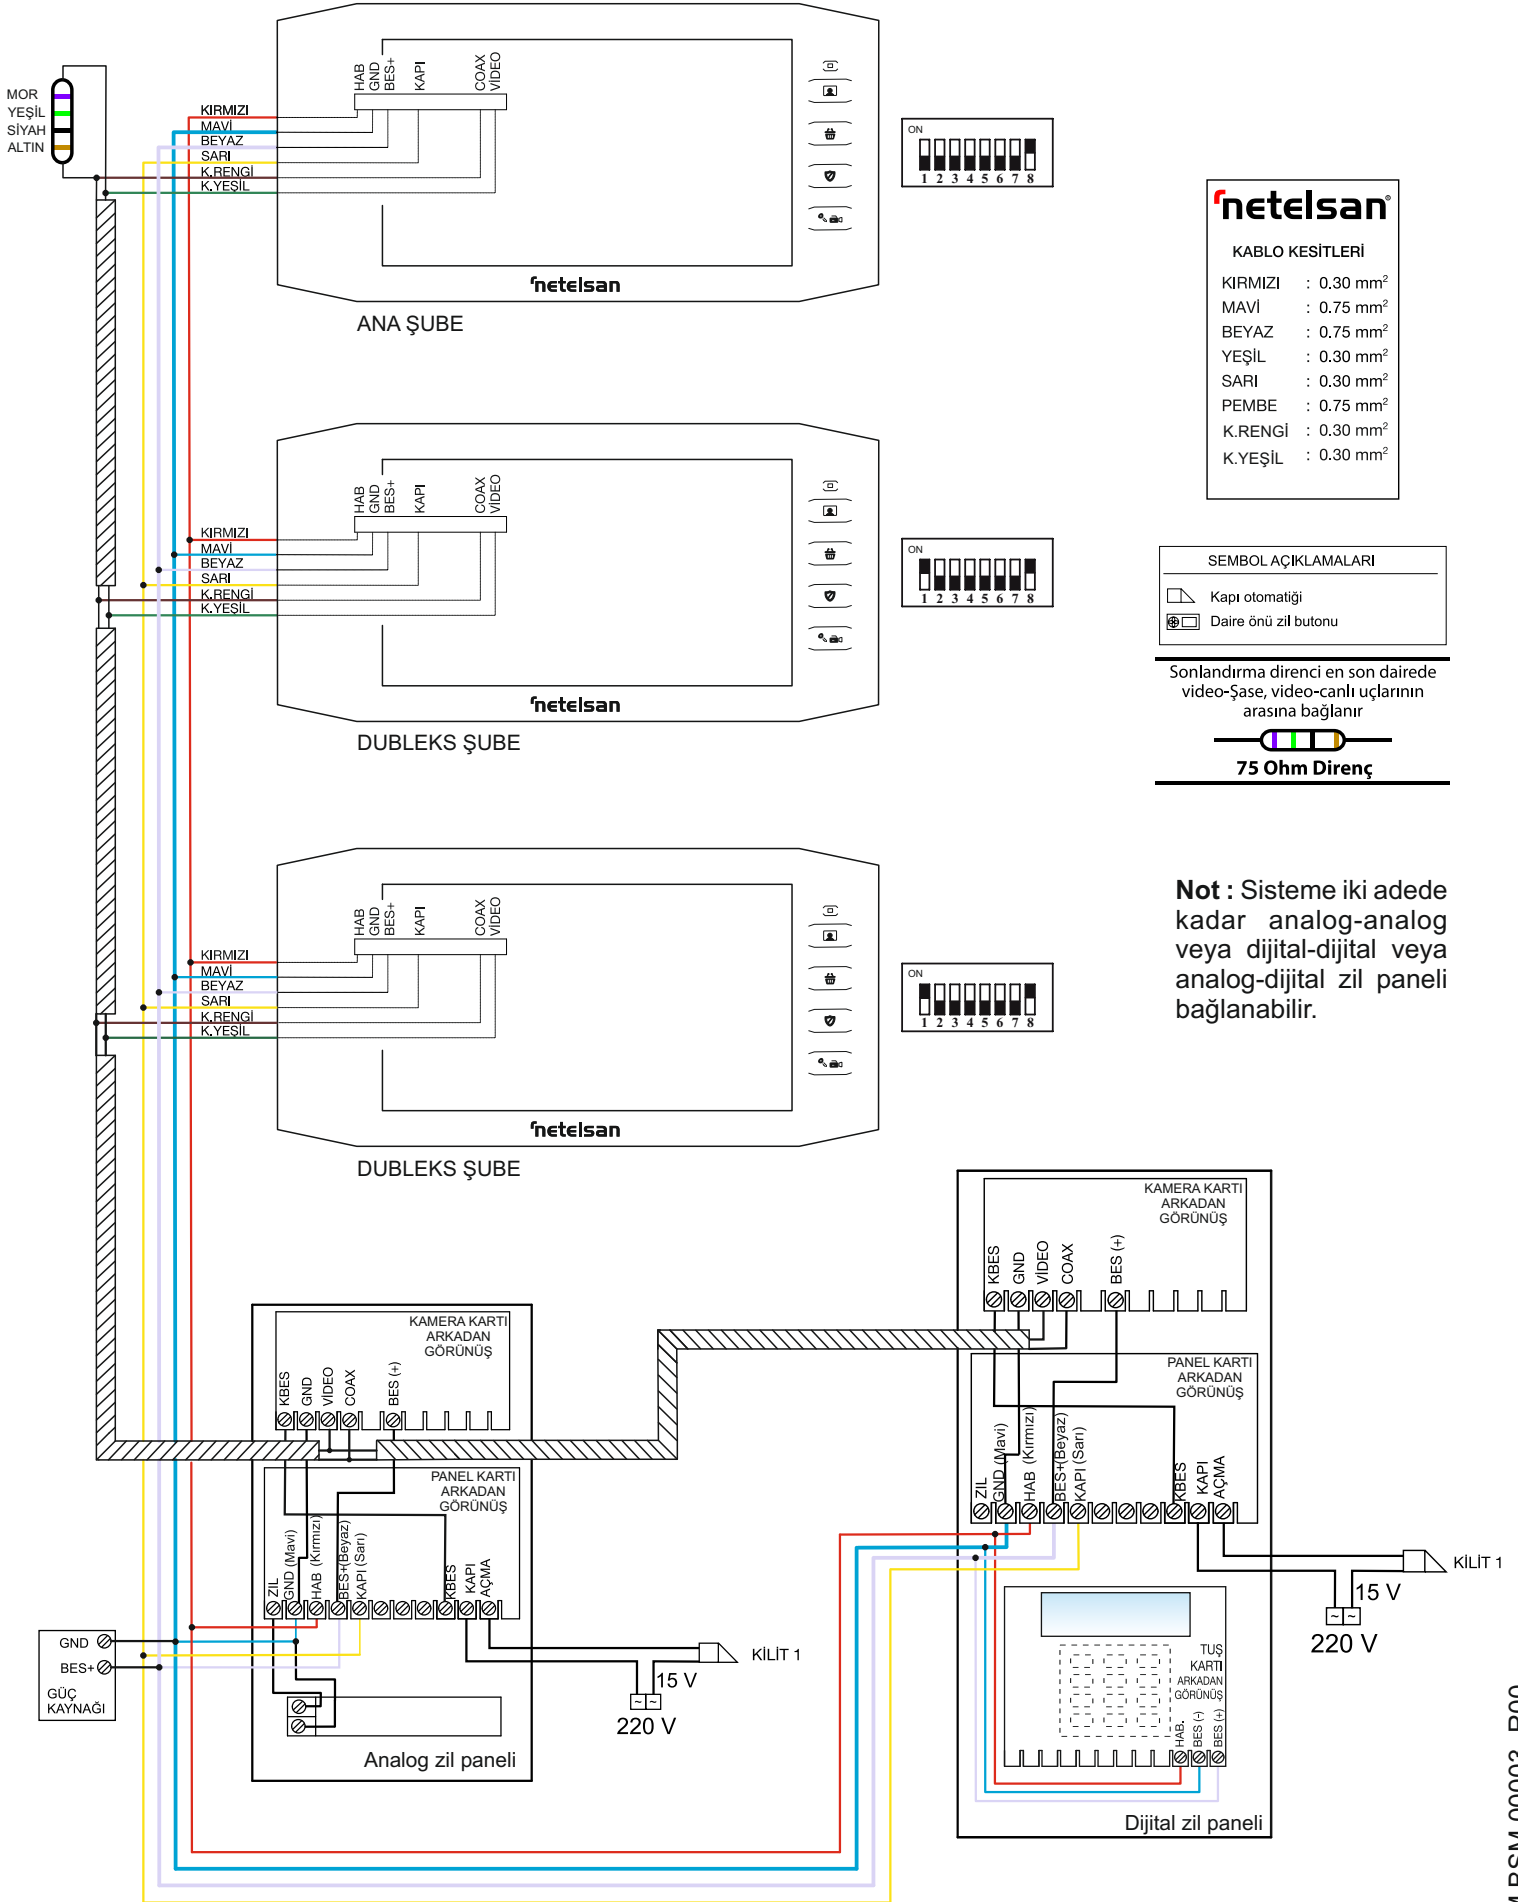 MOR
YEŞİL
SİYAH
ALTIN
HAB
GND
BES+
KAPI
COAX
VİDEO
KIRMIZI
MAVİ
BEYAZ
SARI
K.RENGİ
K.YEŞİL
netelsan
ANA ŞUBE
ON
1 2 3 4 5 6 7 8
netelsan®
KABLO KESİTLERİ
KIRMIZI : 0.30 mm²
MAVİ : 0.75 mm²
BEYAZ : 0.75 mm²
YEŞİL : 0.30 mm²
SARI : 0.30 mm²
PEMBE : 0.75 mm²
K.RENGİ : 0.30 mm²
K.YEŞİL : 0.30 mm²
HAB
GND
BES+
KAPI
COAX
VİDEO
KIRMIZI
MAVİ
BEYAZ
SARI
K.RENGİ
K.YEŞİL
netelsan
DUBLEKS ŞUBE
ON
1 2 3 4 5 6 7 8
SEMBOL AÇIKLAMALARI
Kapı otomatiği
Daire önü zil butonu
Sonlandırma direnci en son dairede
video-Şase, video-canlı uçlarının
arasına bağlanır
75 Ohm Direnç
HAB
GND
BES+
KAPI
COAX
VİDEO
KIRMIZI
MAVİ
BEYAZ
SARI
K.RENGİ
K.YEŞİL
netelsan
DUBLEKS ŞUBE
ON
1 2 3 4 5 6 7 8
Not : Sisteme iki adede
kadar analog-analog
veya dijital-dijital veya
analog-dijital zil paneli
bağlanabilir.
KAMERA KARTI
ARKADAN
GÖRÜNÜŞ
KBES
GND
VİDEO
COAX
BES (+)
PANEL KARTI
ARKADAN
GÖRÜNÜŞ
ZIL
GND (Mavi)
HAB (Kırmızı)
BES+(Beyaz)
KAPI (Sarı)
KBES
KAPI
AÇMA
GND
BES+
GÜÇ
KAYNAĞI
KİLİT 1
15 V
~ ~
220 V
Analog zil paneli
KAMERA KARTI
ARKADAN
GÖRÜNÜŞ
KBES
GND
VİDEO
COAX
BES (+)
PANEL KARTI
ARKADAN
GÖRÜNÜŞ
ZIL
GND (Mavi)
HAB (Kırmızı)
BES+(Beyaz)
KAPI (Sarı)
KBES
KAPI
AÇMA
KİLİT 1
15 V
~ ~
220 V
TUŞ
KARTI
ARKADAN
GÖRÜNÜŞ
HAB.
BES (-)
BES (+)
Dijital zil paneli